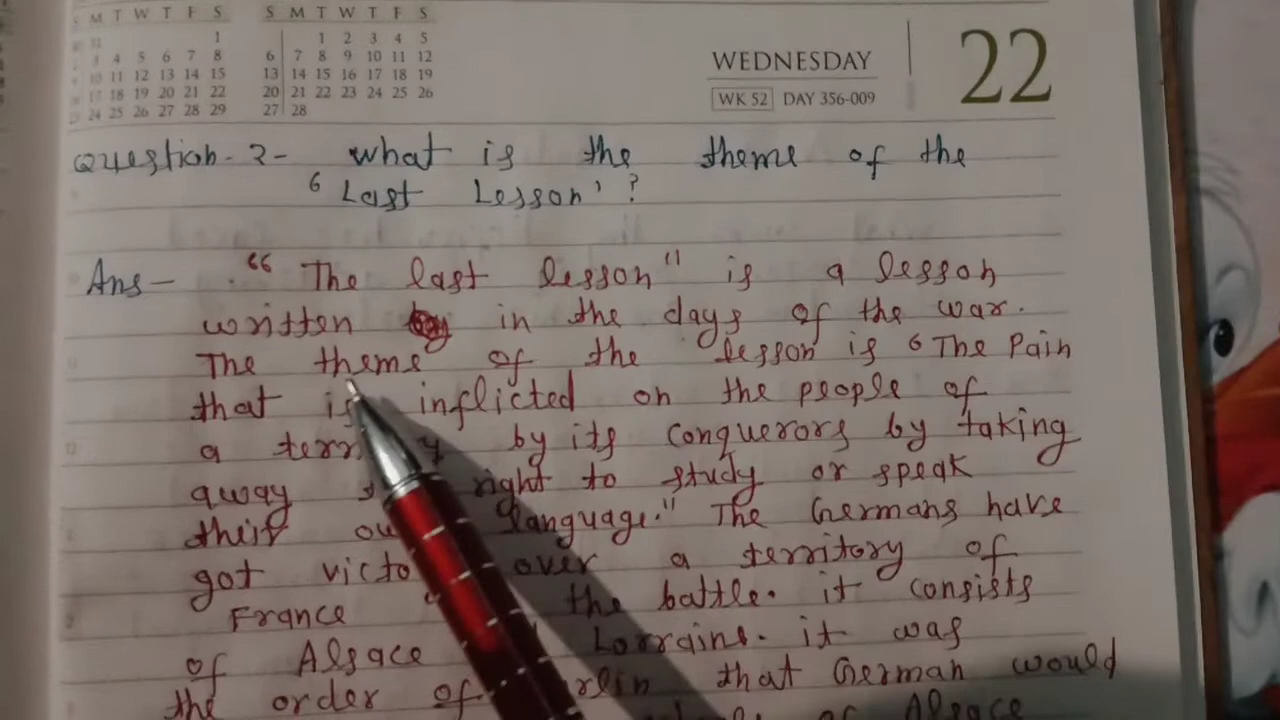 S M T W T F S
1
30 31
3 4 5 6 7 8
10 11 12 13 14 15
17 18 19 20 21 22
24 25 26 27 28 29
S M T W T F S
1 2 3 4 5
6 7 8 9 10 11 12
13 14 15 16 17 18 19
20 21 22 23 24 25 26
27 28
WEDNESDAY
WK 52 DAY 356-009
22
Question-2- What is the theme of the
'Last Lesson'?
Ans- "The last lesson" is a lesson
written in the days of the war.
The theme of the lesson is 'The Pain
that is inflicted on the people of
a by its conquerors by taking
away right to study or speak
their language." The Germans have
got over a territory of
France the battle. it consists
of Alsace Lorraine. it was
the order of that German would
of Alsace